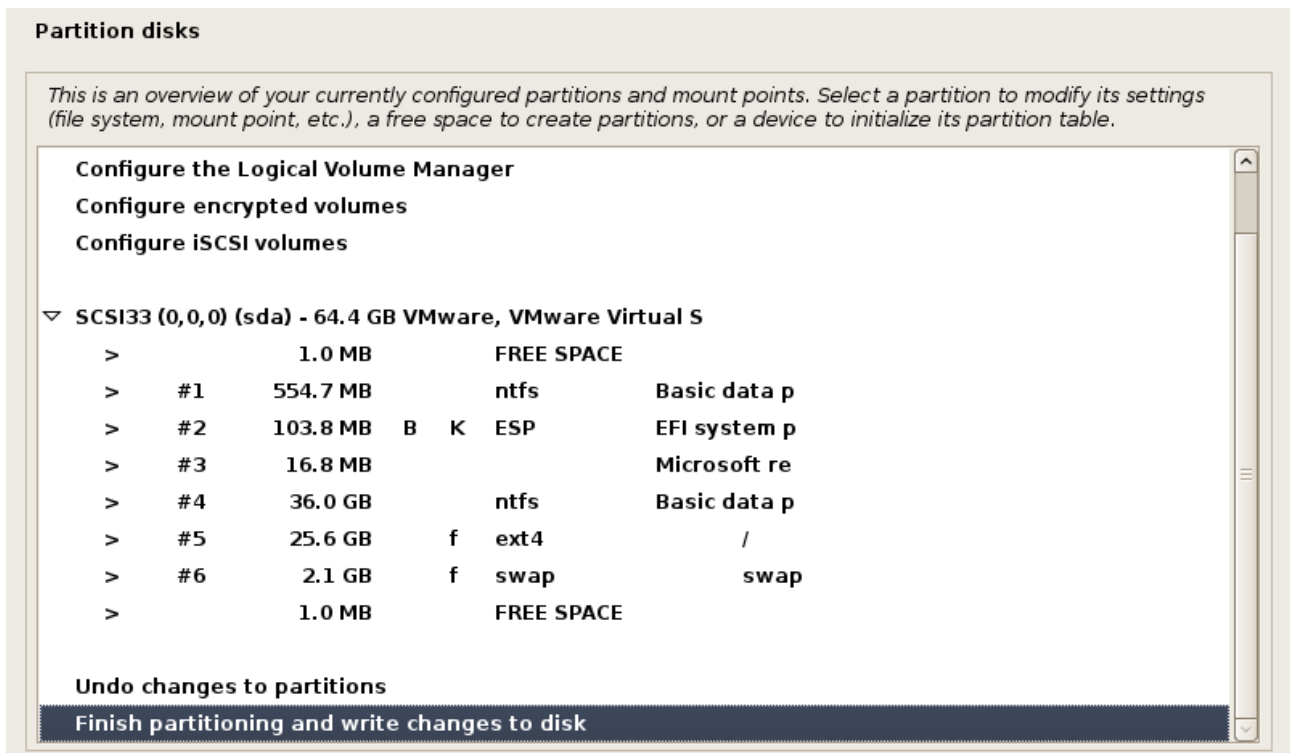 Partition disks
This is an overview of your currently configured partitions and mount points. Select a partition to modify its settings
(file system, mount point, etc.), a free space to create partitions, or a device to initialize its partition table.
Configure the Logical Volume Manager
Configure encrypted volumes
Configure iSCSI volumes
SCSI33 (0,0,0) (sda) - 64.4 GB VMware, VMware Virtual S
> 1.0 MB FREE SPACE
> #1 554.7 MB ntfs Basic data p
> #2 103.8 MB B K ESP EFI system p
> #3 16.8 MB Microsoft re
> #4 36.0 GB ntfs Basic data p
> #5 25.6 GB f ext4 /
> #6 2.1 GB f swap swap
> 1.0 MB FREE SPACE
Undo changes to partitions
Finish partitioning and write changes to disk